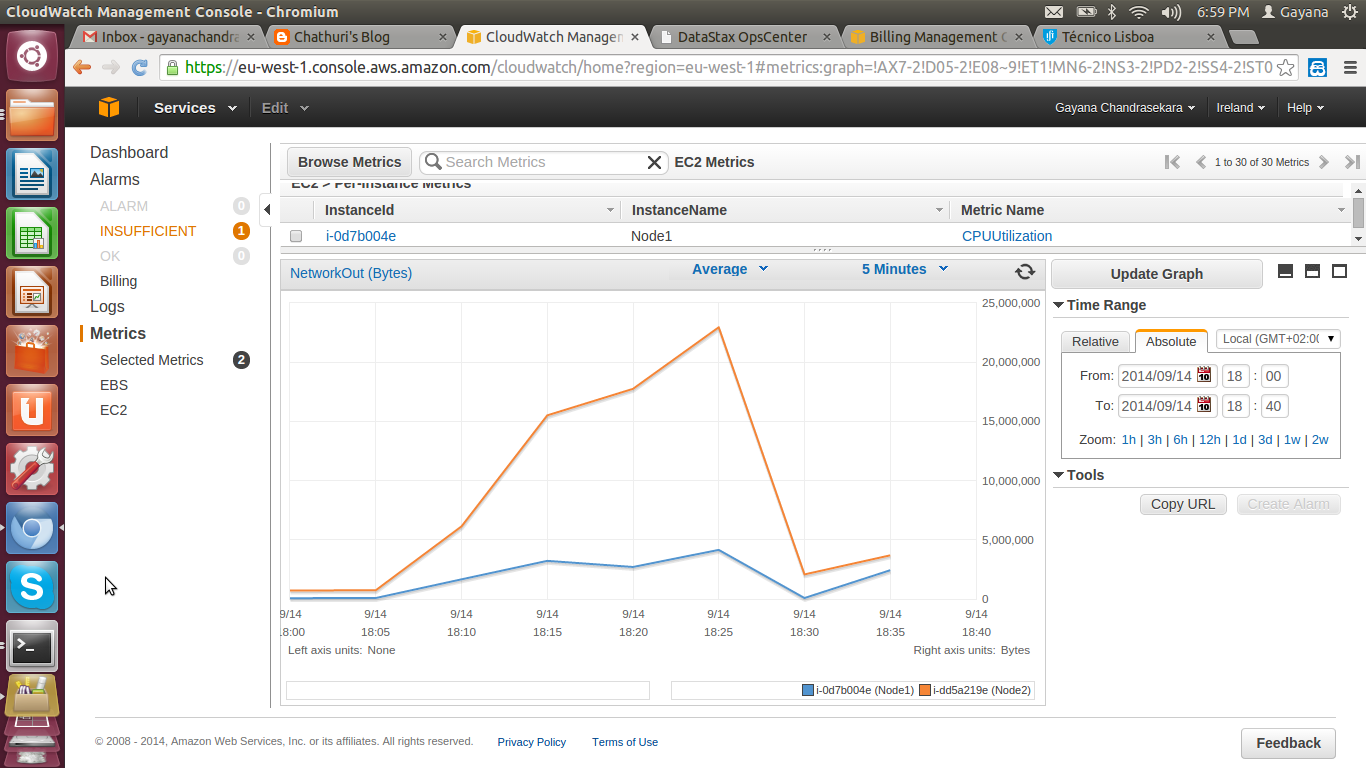 CloudWatch Management Console - Chromium
6:59 PM Gayana
Inbox - gayanachandra × Chathuri's Blog × CloudWatch Managem × DataStax OpsCenter × Billing Management C × Técnico Lisboa ×
https://eu-west-1.console.aws.amazon.com/cloudwatch/home?region=eu-west-1#metrics:graph=!AX7-2!D05-2!E08~9!ET1!MN6-2!NS3-2!PD2-2!SS4-2!ST0
Services Edit Gayana Chandrasekara Ireland Help
Dashboard
Alarms
ALARM 0
INSUFFICIENT 1
OK 0
Billing
Logs
Metrics
Selected Metrics 2
EBS
EC2
Browse Metrics Search Metrics EC2 Metrics 1 to 30 of 30 Metrics
EC2 > Per-Instance Metrics
InstanceId InstanceName Metric Name
i-0d7b004e Node1 CPUUtilization
NetworkOut (Bytes) Average 5 Minutes
25,000,000
20,000,000
15,000,000
10,000,000
5,000,000
0
9/14 9/14 9/14 9/14 9/14 9/14 9/14 9/14 9/14
18:00 18:05 18:10 18:15 18:20 18:25 18:30 18:35 18:40
Left axis units: None Right axis units: Bytes
i-0d7b004e (Node1) i-dd5a219e (Node2)
Update Graph
Time Range
Relative Absolute Local (GMT+02:00
From: 2014/09/14 10 18 : 00
To: 2014/09/14 10 18 : 40
Zoom: 1h | 3h | 6h | 12h | 1d | 3d | 1w | 2w
Tools
Copy URL Create Alarm
© 2008 - 2014, Amazon Web Services, Inc. or its affiliates. All rights reserved. Privacy Policy Terms of Use Feedback